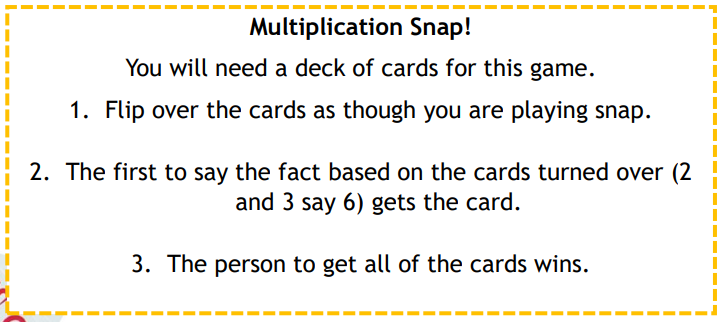 Multiplication Snap!
You will need a deck of cards for this game.
1. Flip over the cards as though you are playing snap.
2. The first to say the fact based on the cards turned over (2
and 3 say 6) gets the card.
3. The person to get all of the cards wins.